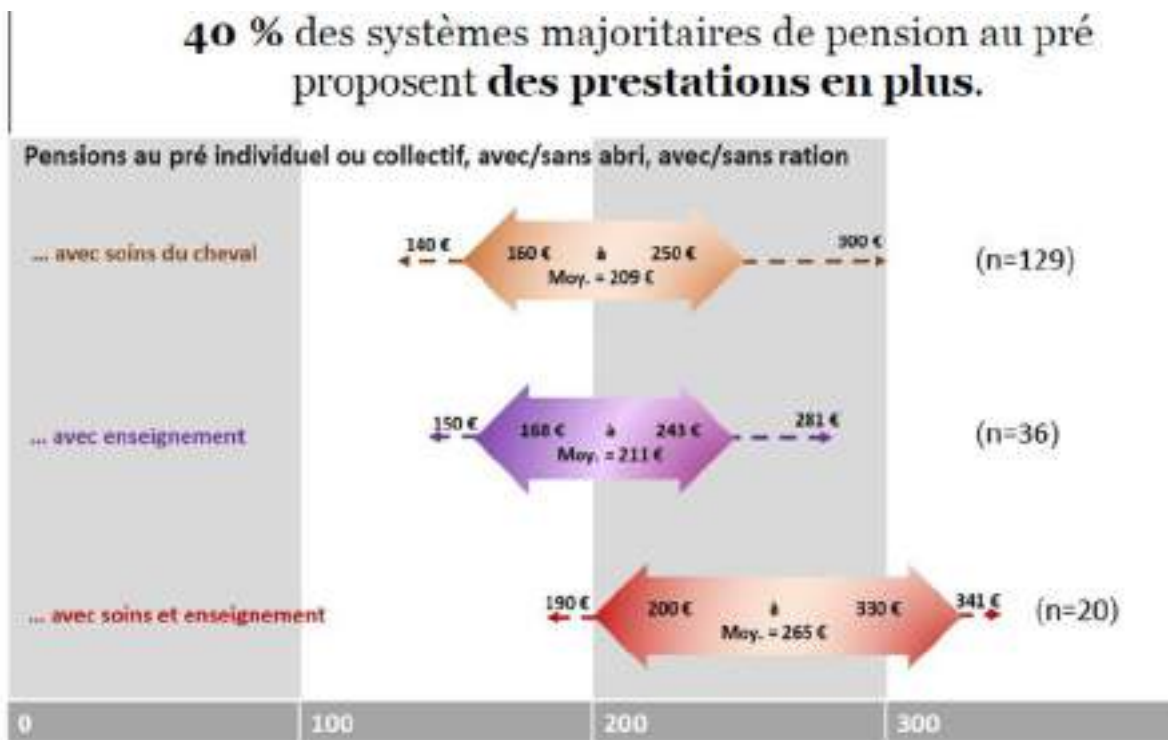 40 % des systèmes majoritaires de pension au pré
proposent des prestations en plus.
Pensions au pré individuel ou collectif, avec/sans abri, avec/sans ration
... avec soins du cheval
140 €
160 € à 250 €
Moy. = 209 €
300 €
(n=129)
... avec enseignement
150 €
168 € à 243 €
Moy. = 211 €
281 €
(n=36)
... avec soins et enseignement
190 €
200 € à 330 €
Moy. = 265 €
341 €
(n=20)
0 100 200 300